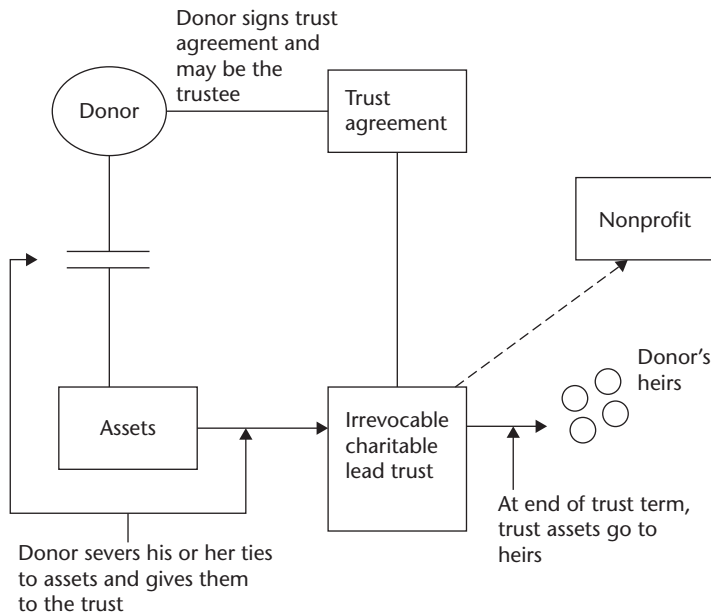 Donor signs trust
agreement and
may be the
trustee
Donor
Trust
agreement
Nonprofit
Donor's
heirs
Assets
Irrevocable
charitable
lead trust
At end of trust term,
trust assets go to
heirs
Donor severs his or her ties
to assets and gives them
to the trust